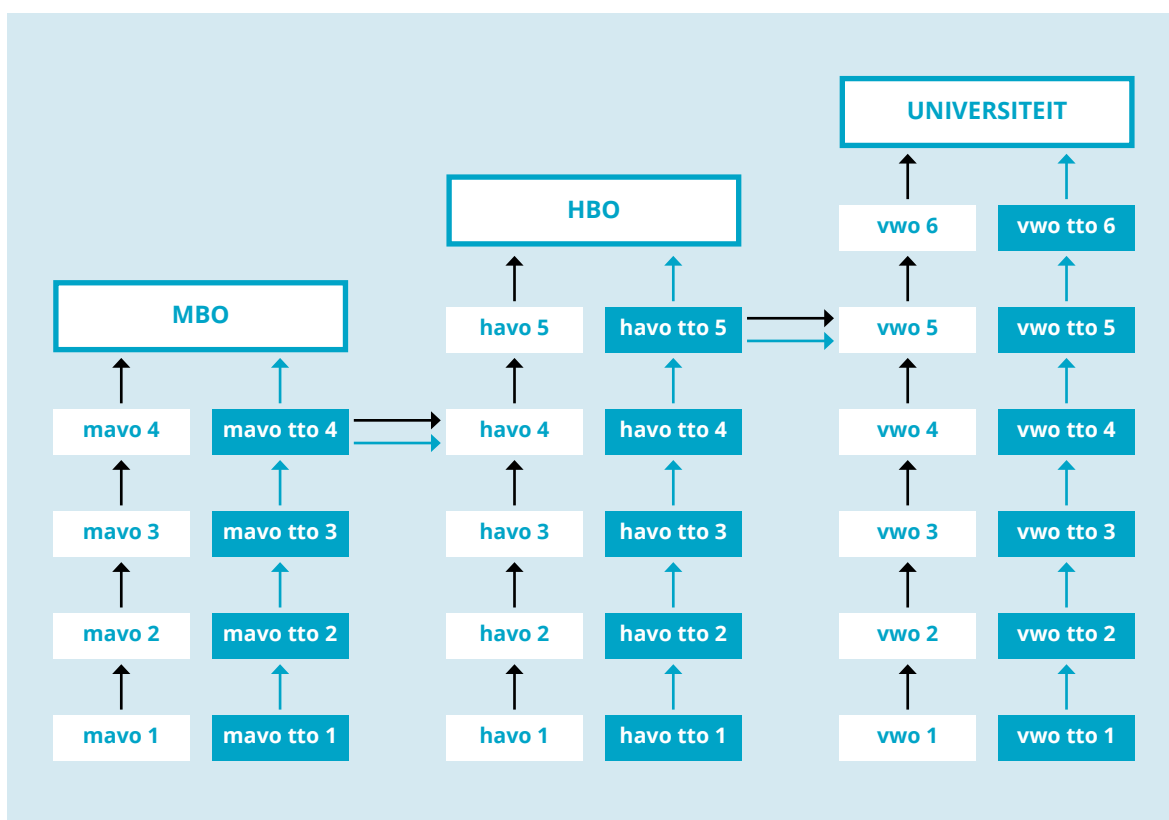 UNIVERSITEIT
HBO
vwo 6
vwo tto 6
MBO
havo 5
havo tto 5
vwo 5
vwo tto 5
mavo 4
mavo tto 4
havo 4
havo tto 4
vwo 4
vwo tto 4
mavo 3
mavo tto 3
havo 3
havo tto 3
vwo 3
vwo tto 3
mavo 2
mavo tto 2
havo 2
havo tto 2
vwo 2
vwo tto 2
mavo 1
mavo tto 1
havo 1
havo tto 1
vwo 1
vwo tto 1